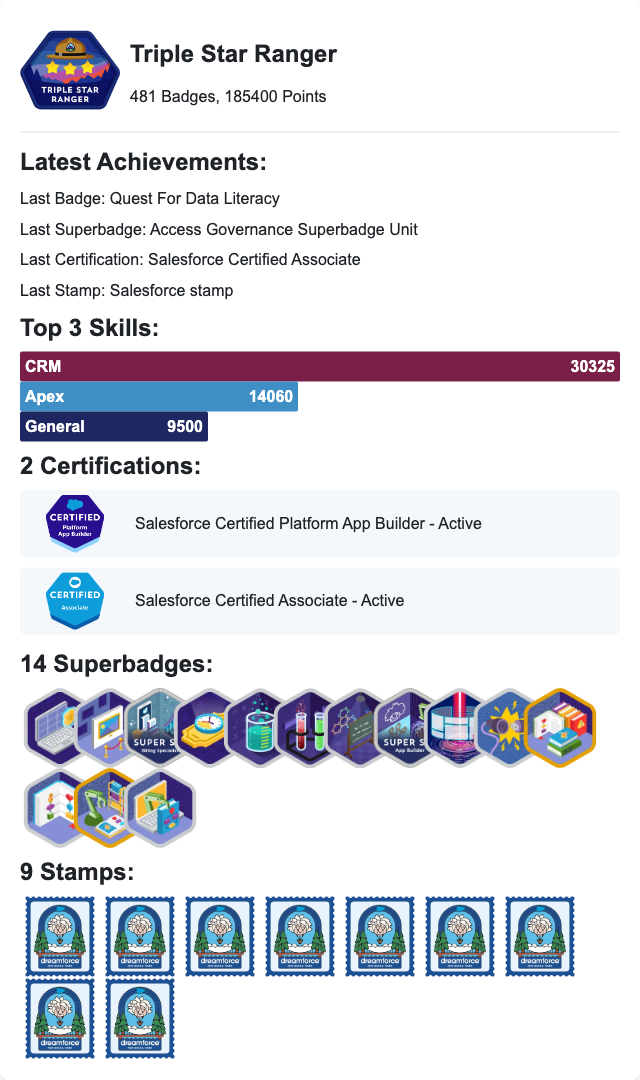 TRIPLE STAR
RANGER
Triple Star Ranger
481 Badges, 185400 Points
Latest Achievements:
Last Badge: Quest For Data Literacy
Last Superbadge: Access Governance Superbadge Unit
Last Certification: Salesforce Certified Associate
Last Stamp: Salesforce stamp
Top 3 Skills:
CRM 30325
Apex 14060
General 9500
2 Certifications:
CERTIFIED
Platform
App Builder
Salesforce Certified Platform App Builder - Active
CERTIFIED
Associate
Salesforce Certified Associate - Active
14 Superbadges:
SUPER S
SUPER S
App Builder
9 Stamps:
dreamforce
dreamforce
dreamforce
dreamforce
dreamforce
dreamforce
dreamforce
dreamforce
dreamforce